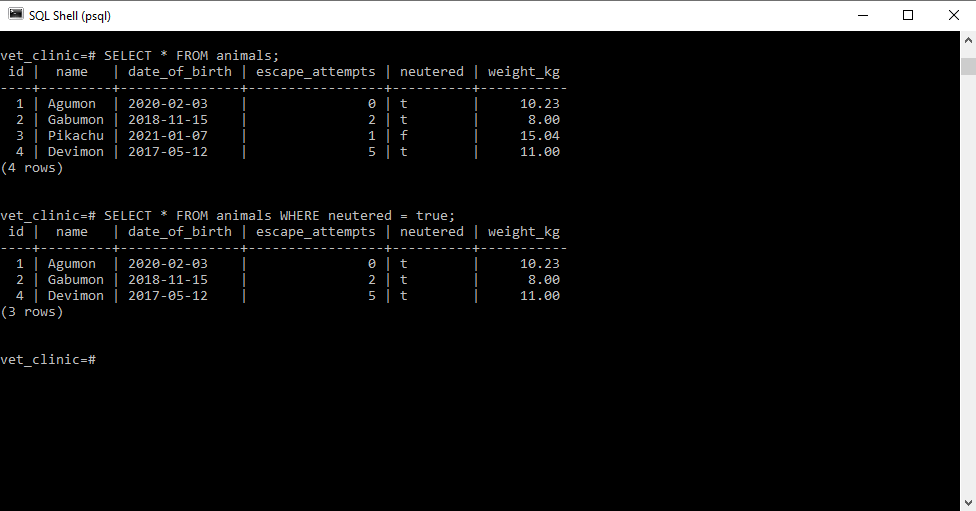 SQL Shell (psql)
vet_clinic=# SELECT * FROM animals;
 id |  name   | date_of_birth | escape_attempts | neutered | weight_kg
----+---------+---------------+-----------------+----------+-----------
  1 | Agumon  | 2020-02-03    |               0 | t        |     10.23
  2 | Gabumon | 2018-11-15    |               2 | t        |      8.00
  3 | Pikachu | 2021-01-07    |               1 | f        |     15.04
  4 | Devimon | 2017-05-12    |               5 | t        |     11.00
(4 rows)
vet_clinic=# SELECT * FROM animals WHERE neutered = true;
 id |  name   | date_of_birth | escape_attempts | neutered | weight_kg
----+---------+---------------+-----------------+----------+-----------
  1 | Agumon  | 2020-02-03    |               0 | t        |     10.23
  2 | Gabumon | 2018-11-15    |               2 | t        |      8.00
  4 | Devimon | 2017-05-12    |               5 | t        |     11.00
(3 rows)
vet_clinic=#